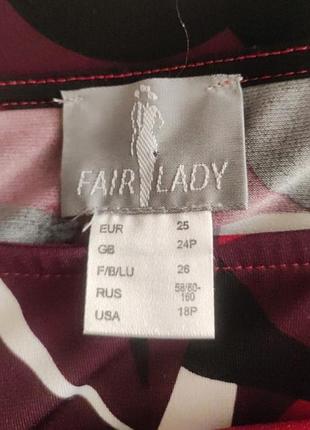 FAIR LADY
EUR 25
GB 24P
F/B/LU 26
RUS 58/60-
160
USA 18P